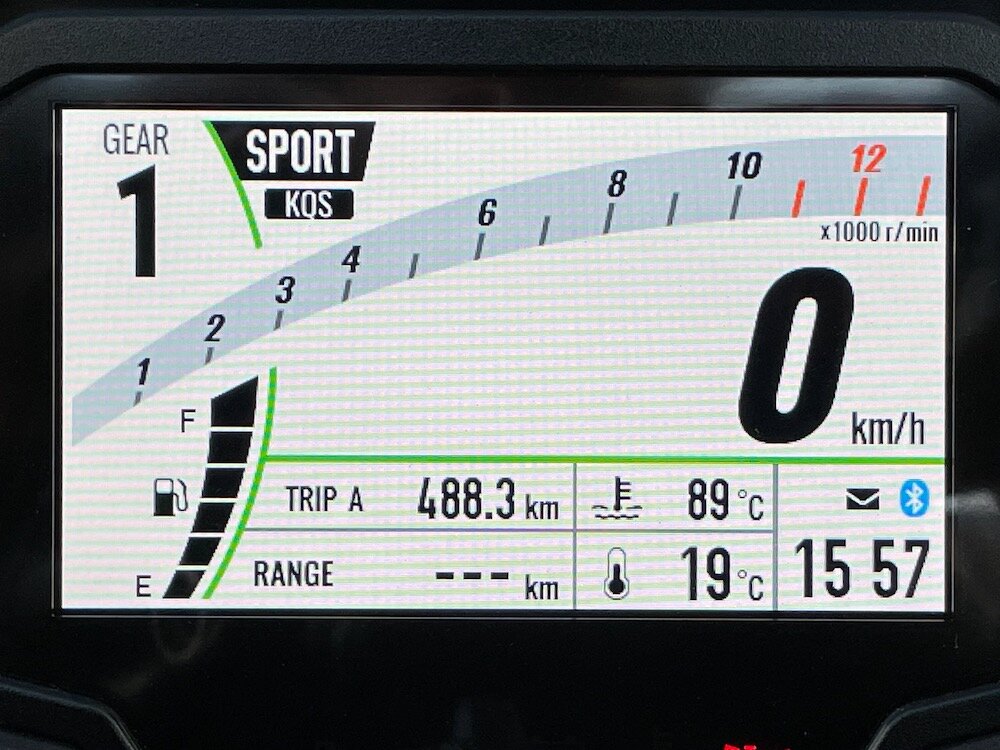 GEAR
1
SPORT
KQS
1 2 3 4 6 8 10 12
x1000 r/min
0 km/h
F
E
TRIP A 488.3 km
RANGE --- km
89 °C
19 °C
15 57